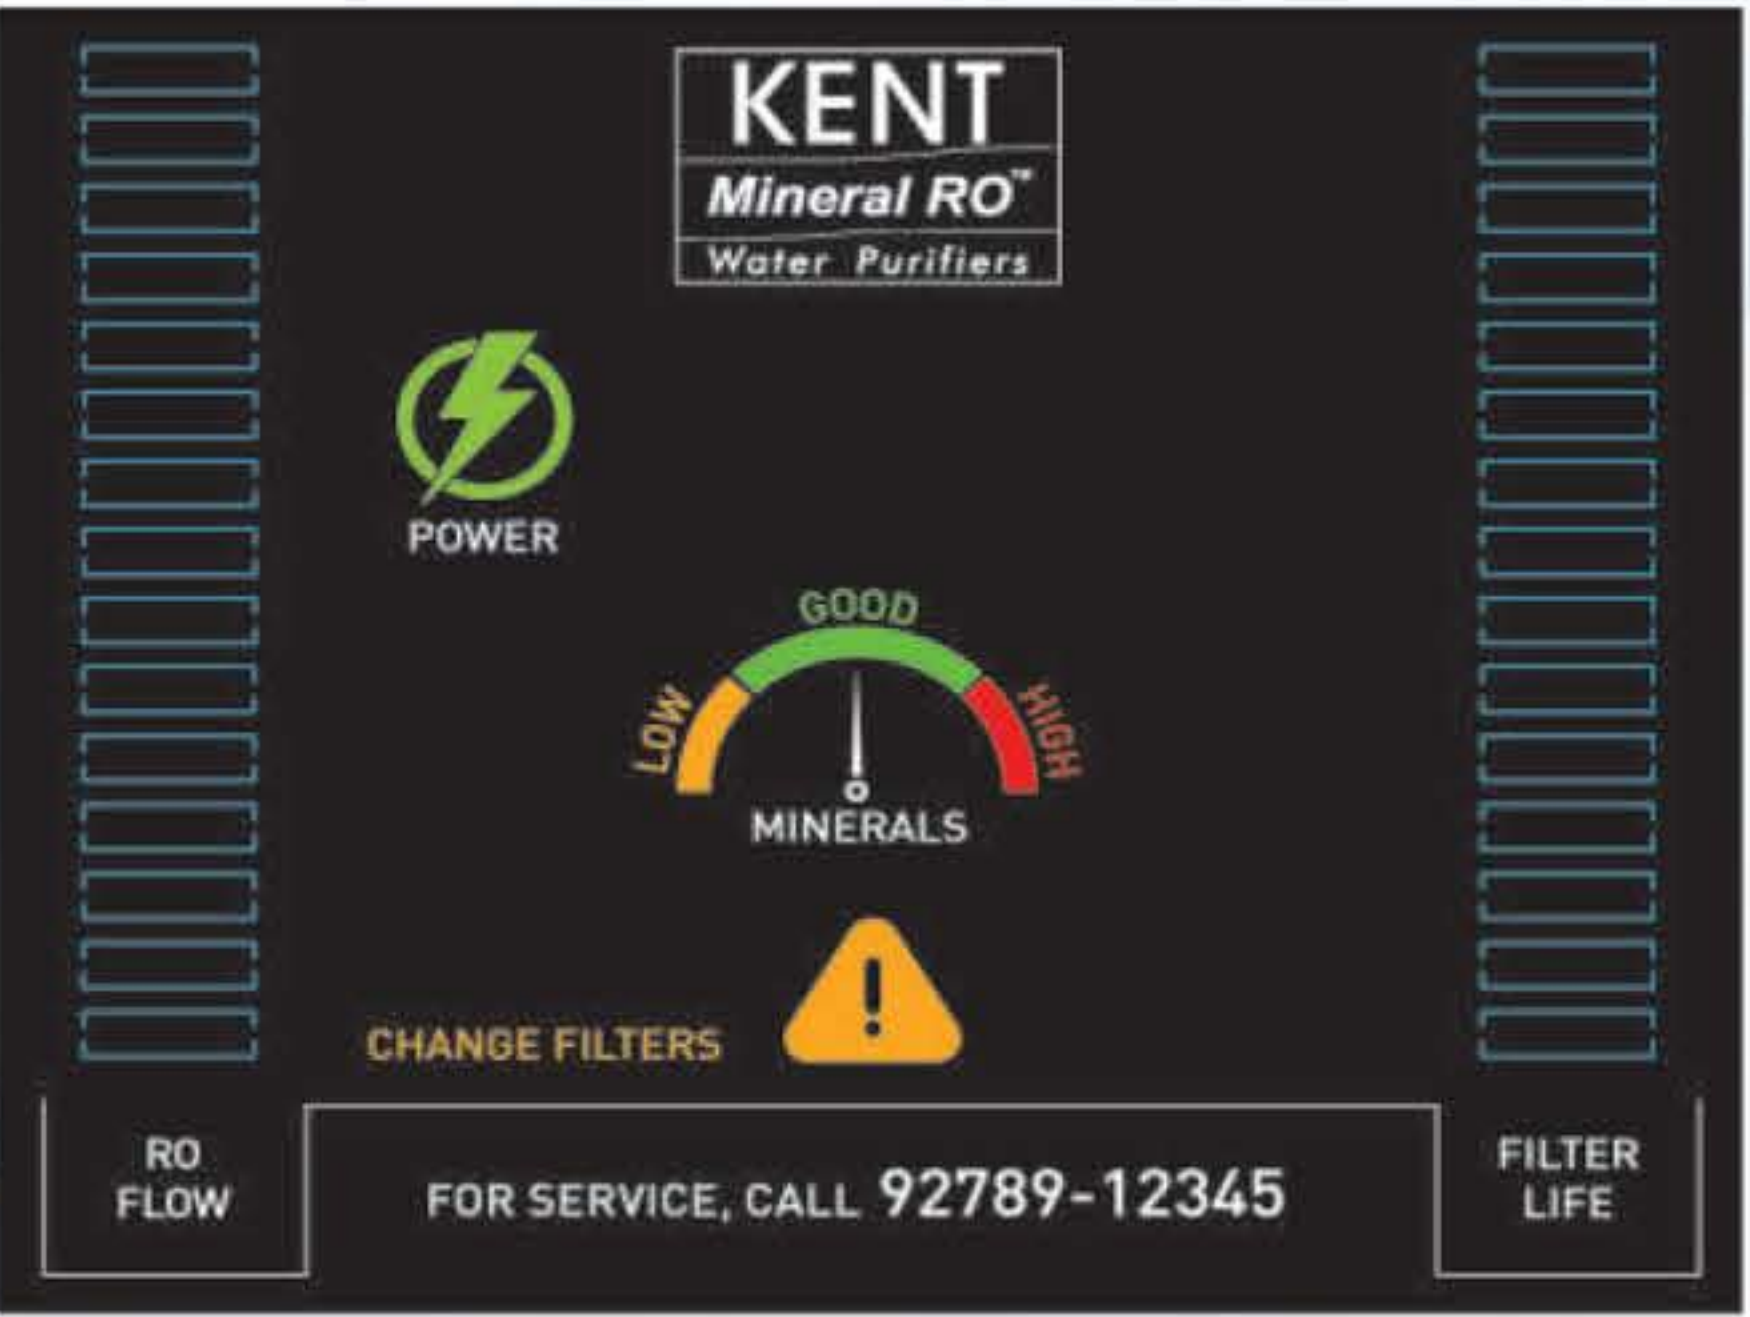 KENT
Mineral RO™
Water Purifiers
POWER
GOOD
LOW
HIGH
MINERALS
CHANGE FILTERS
RO
FLOW
FOR SERVICE, CALL 92789-12345
FILTER
LIFE